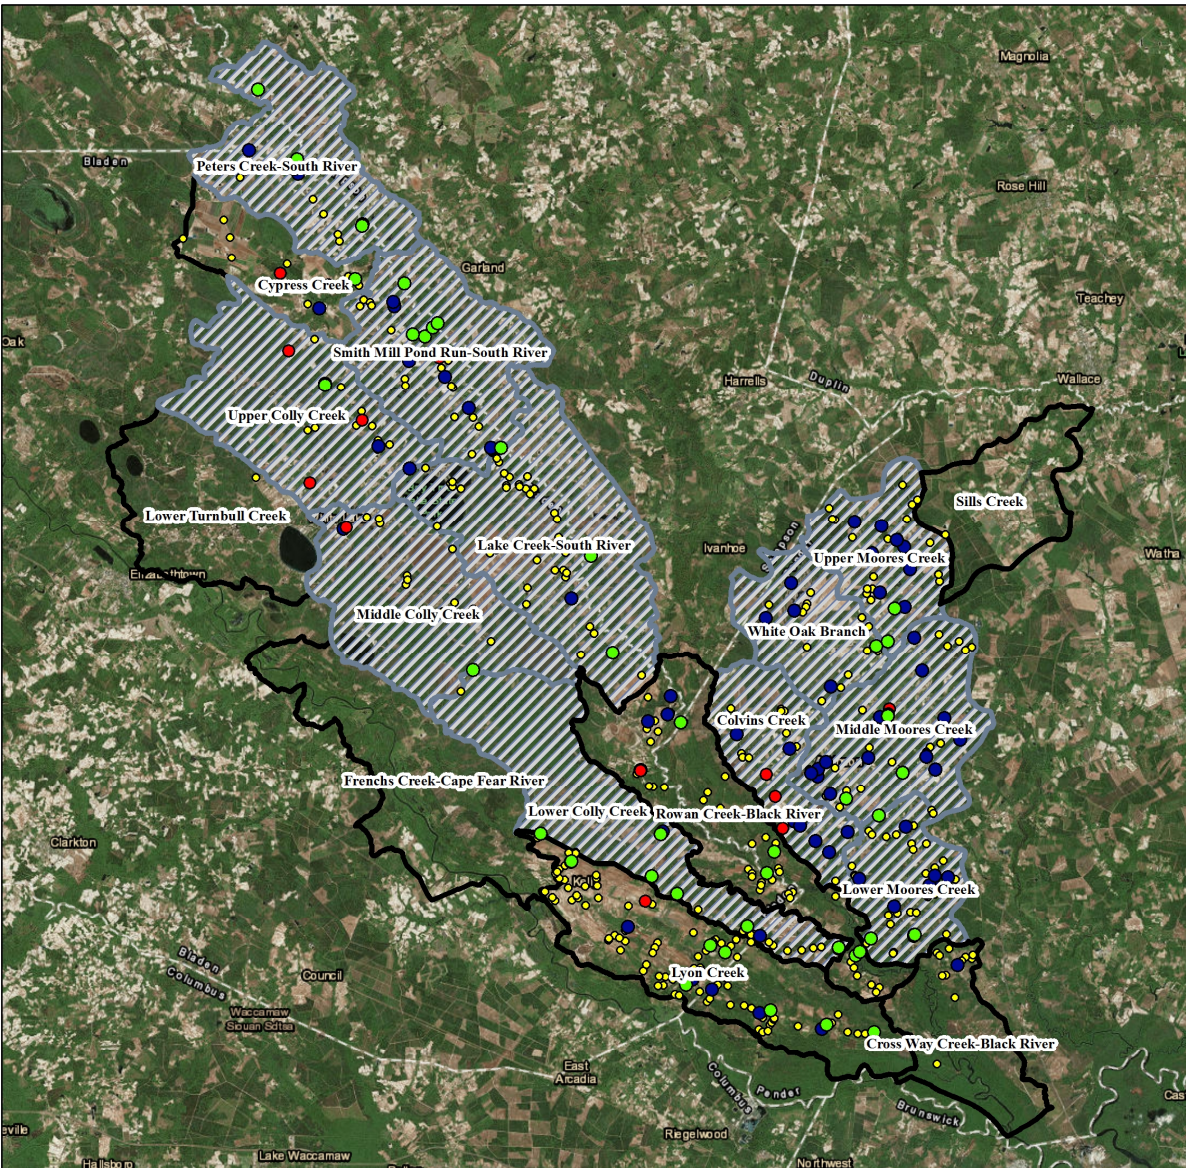 Magnolia
Bladen
Peters Creek-South River
Rose Hill
Garland
Cypress Creek
Teachey
Oak
Smith Mill Pond Run-South River
Harrells
Duplin
Wallace
Upper Colly Creek
Sills Creek
Lower Turnbull Creek
Lake Creek-South River
Ivanhoe
Upper Moores Creek
Watha
Middle Colly Creek
White Oak Branch
Colvins Creek
Middle Moores Creek
Frenchs Creek-Cape Fear River
Lower Colly Creek
Rowan Creek-Black River
Clarkton
Lower Moores Creek
Bladen
Columbus
Council
Lyon Creek
Waccamaw
Siouan Sdtsa
Cross Way Creek-Black River
East
Arcadia
Columbus
Pender
Brunswick
eville
Riegelwood
Lake Waccamaw
Hallsboro
Northwest